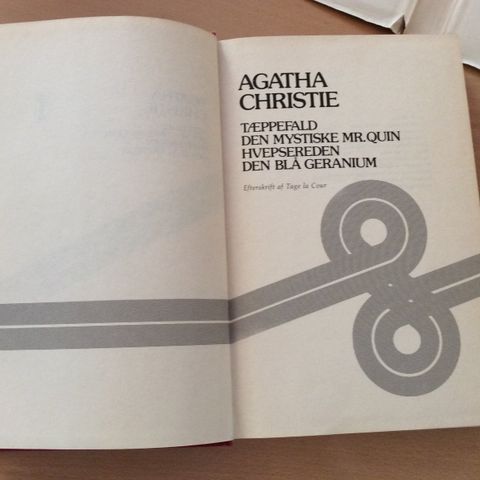 AGATHA
CHRISTIE
TÆPPEFALD
DEN MYSTISKE MR. QUIN
HVEPSEREDEN
DEN BLÅ GERANIUM
Efterskrift af Tage la Cour